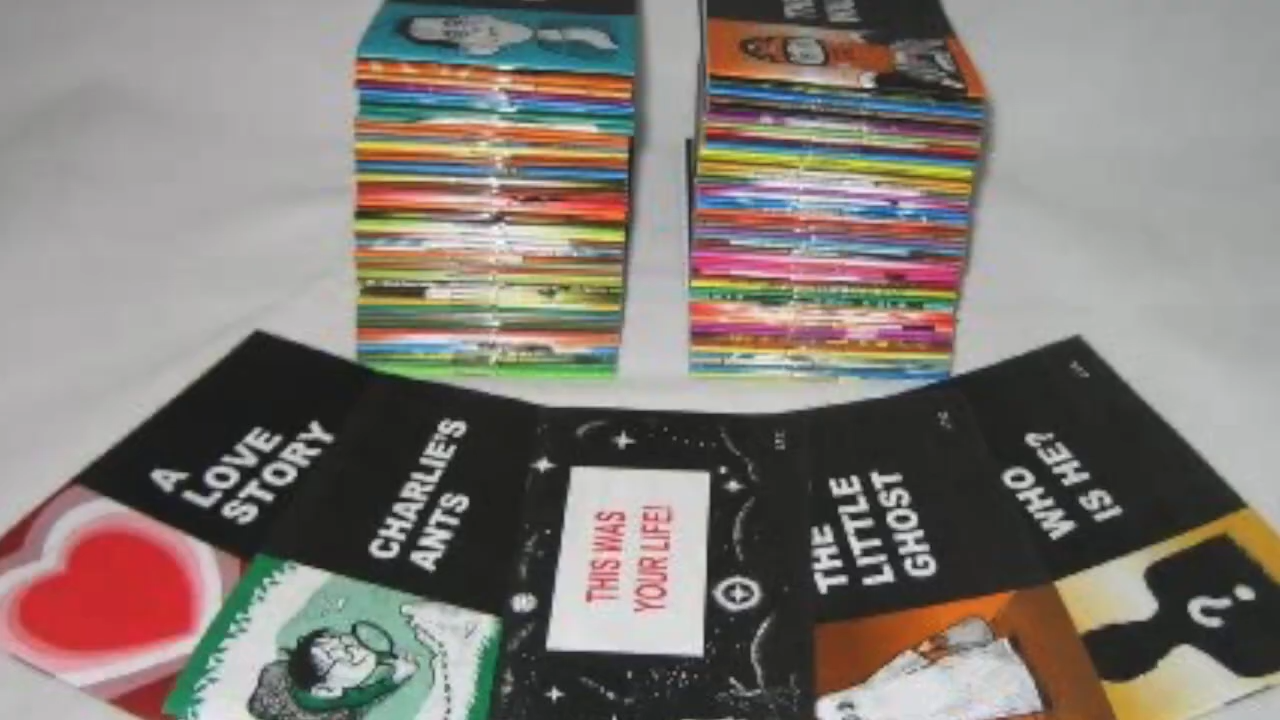 A
LOVE
STORY
CHARLIE'S
ANTS
THIS WAS
YOUR LIFE!
THE
LITTLE
GHOST
WHO
IS HE?